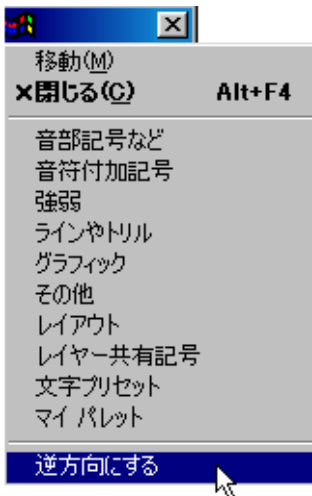 移動(M)
×閉じる(C) Alt+F4
音部記号など
音符付加記号
強弱
ラインやトリル
グラフィック
その他
レイアウト
レイヤー共有記号
文字プリセット
マイ パレット
逆方向にする